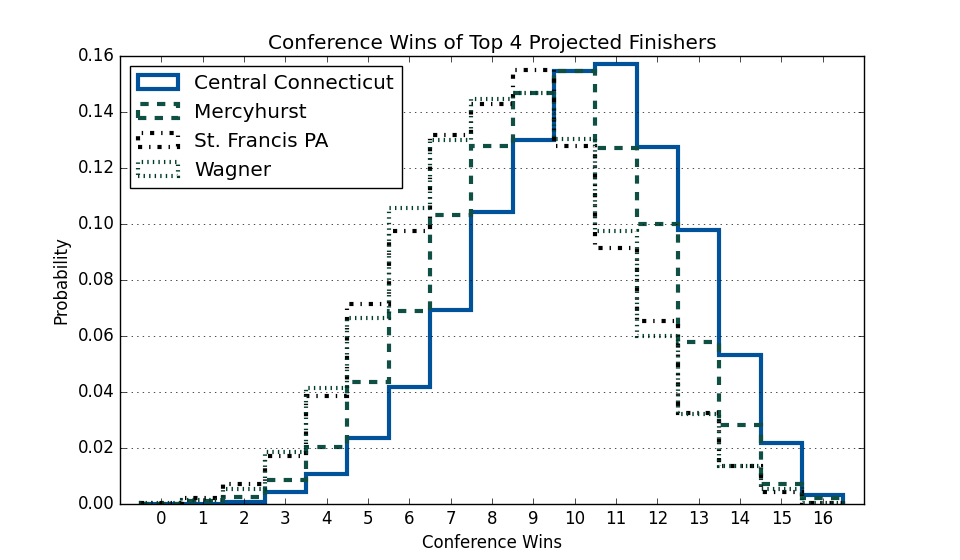 Conference Wins of Top 4 Projected Finishers
0.16
0.14
0.12
0.10
0.08
0.06
0.04
0.02
0.00
Probability
Central Connecticut
Mercyhurst
St. Francis PA
Wagner
0 1 2 3 4 5 6 7 8 9 10 11 12 13 14 15 16
Conference Wins